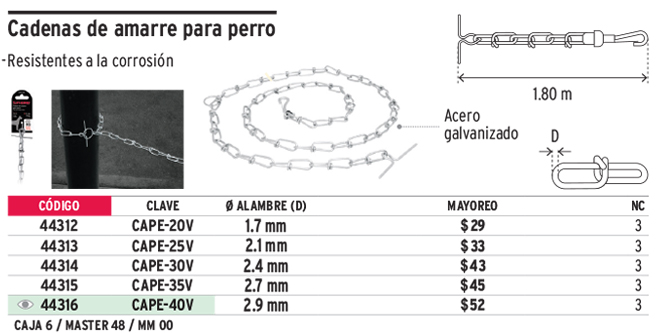 Cadenas de amarre para perro
-Resistentes a la corrosión
1.80 m
Acero
galvanizado
D
CÓDIGO CLAVE Ø ALAMBRE (D) MAYOREO NC
44312 CAPE-20V 1.7 mm $29 3
44313 CAPE-25V 2.1 mm $33 3
44314 CAPE-30V 2.4 mm $43 3
44315 CAPE-35V 2.7 mm $45 3
44316 CAPE-40V 2.9 mm $52 3
CAJA 6 / MASTER 48 / MM 00